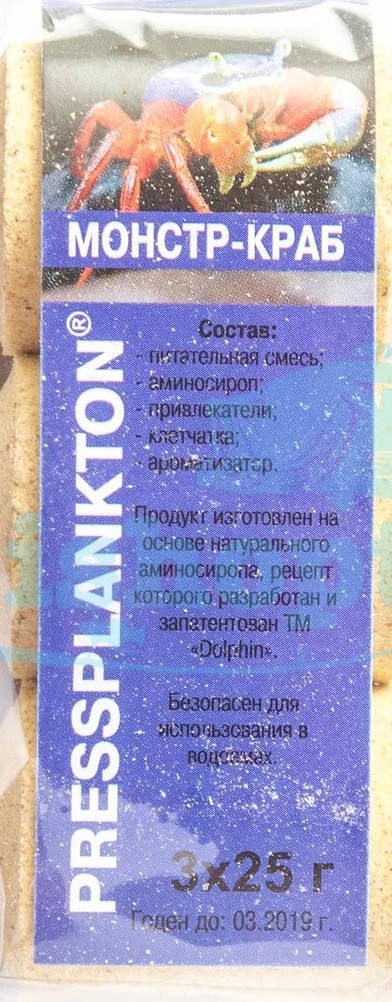 МОНСТР-КРАБ
PRESSPLANKTON®
Состав:
- питательная смесь;
- аминосироп;
- привлекатели;
- клетчатка;
- ароматизатор.
Продукт изготовлен на
основе натурального
аминосиропа, рецепт
которого разработан и
запатентован ТМ
«Dolphin».
Безопасен для
использования в
водоемах.
3х25 г
Годен до: 03.2019 г.